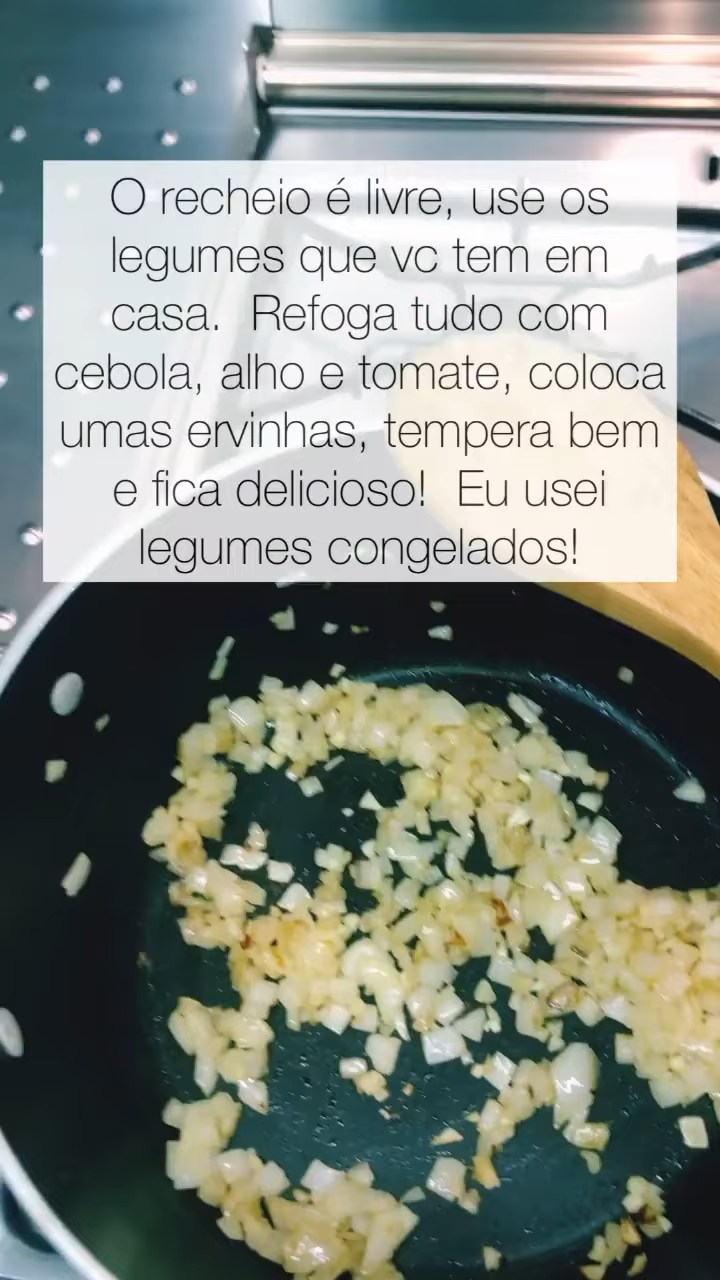 O recheio é livre, use os
legumes que vc tem em
casa.  Refoga tudo com
cebola, alho e tomate, coloca
umas ervinhas, tempera bem
e fica delicioso!  Eu usei
legumes congelados!